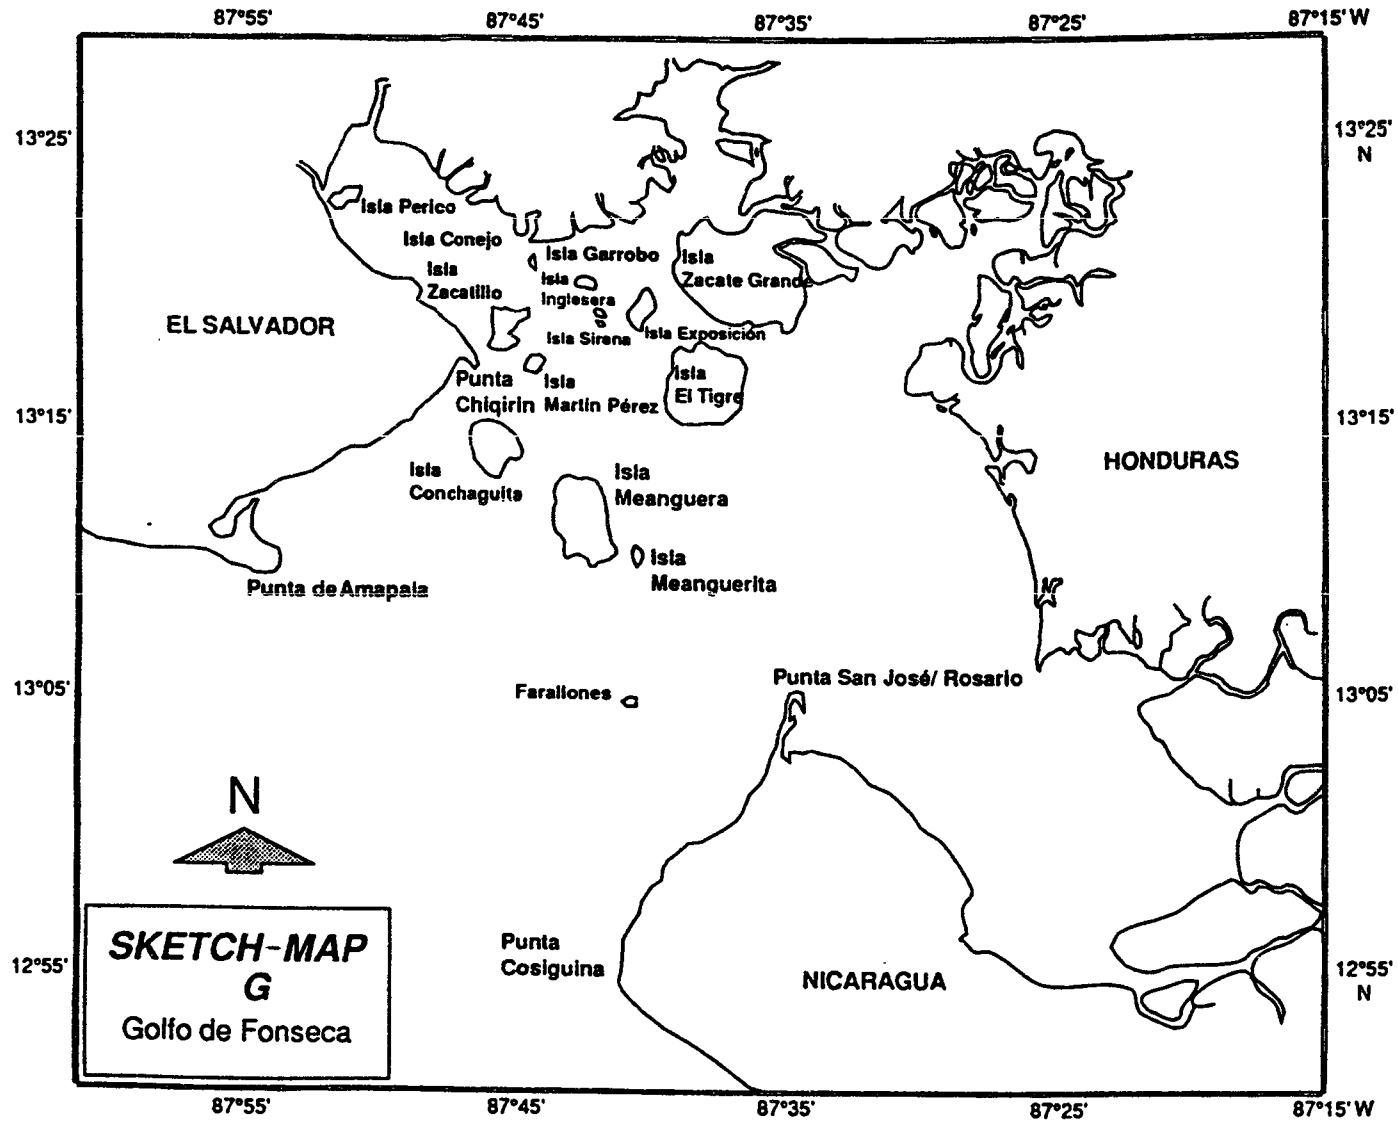 87°55'
87°45'
87°35'
87°25'
87°15' W
13°25'
13°25'
N
Isla Perico
Isla Conejo
Isla Garrobo
Isla
Zacate Grande
Isla
Zacatillo
Isla
Inglesera
EL SALVADOR
Isla Sirena
Isla Exposición
Punta
Chiqirin
Isla
Martin Pérez
Isla
El Tigre
13°15'
13°15'
Isla
Conchaguita
Isla
Meanguera
HONDURAS
Isla
Meanguerita
Punta de Amapala
13°05'
Farallones
Punta San José/ Rosario
13°05'
N
SKETCH-MAP
G
Golfo de Fonseca
12°55'
Punta
Cosiguina
NICARAGUA
12°55'
N
87°55'
87°45'
87°35'
87°25'
87°15' W